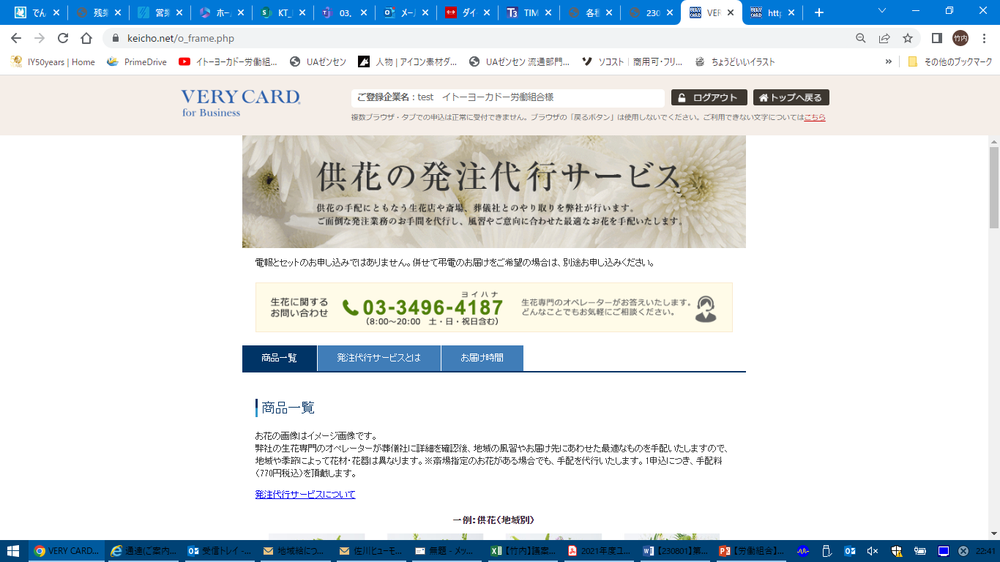 でん
残業
営業
ホーム
KT_
03.
メール
ダイ
TIM
各種
230
VER
http
keicho.net/o_frame.php
竹内
IY50years | Home
PrimeDrive
イトーヨーカドー労働組...
UAゼンセン
人物 | アイコン素材ダ...
UAゼンセン 流通部門...
ソコスト | 商用可・フリ...
ちょうどいいイラスト
»
その他のブックマーク
VERY CARD
for Business
ご登録企業名：test　イトーヨーカドー労働組合様
ログアウト
トップへ戻る
複数ブラウザ・タブでの申込は正常に受付できません。ブラウザの「戻るボタン」は使用しないでください。ご利用できない文字についてはこちら
供花の発注代行サービス
供花の手配にともなう生花店や斎場、葬儀社とのやり取りを弊社が行います。
ご面倒な発注業務のお手間を代行し、風習やご意向に合わせた最適なお花を手配いたします。
電報とセットのお申し込みではありません。併せて弔電のお届けをご希望の場合は、別途お申し込みください。
生花に関する
お問い合わせ
ヨイハナ
03-3496-4187
（8:00～20:00　土・日・祝日含む）
生花専門のオペレーターがお答えいたします。
どんなことでもお気軽にご相談ください。
商品一覧
発注代行サービスとは
お届け時間
商品一覧
お花の画像はイメージ画像です。
弊社の生花専門のオペレーターが葬儀社に詳細を確認後、地域の風習やお届け先にあわせた最適なものを手配いたしますので、
地域や季節によって花材・花器は異なります。※斎場指定のお花がある場合でも、手配を代行いたします。1申込につき、手配料
（770円税込）を頂戴します。
発注代行サービスについて
一例：供花（地域別）
VERY CARD...
過達(ご案内...
受信トレイ -...
地域給につ...
佐川ヒューモ...
無題 - メッ...
【竹内】議案...
2021年度ユ...
【230801】第...
【労働組合】...
22:41